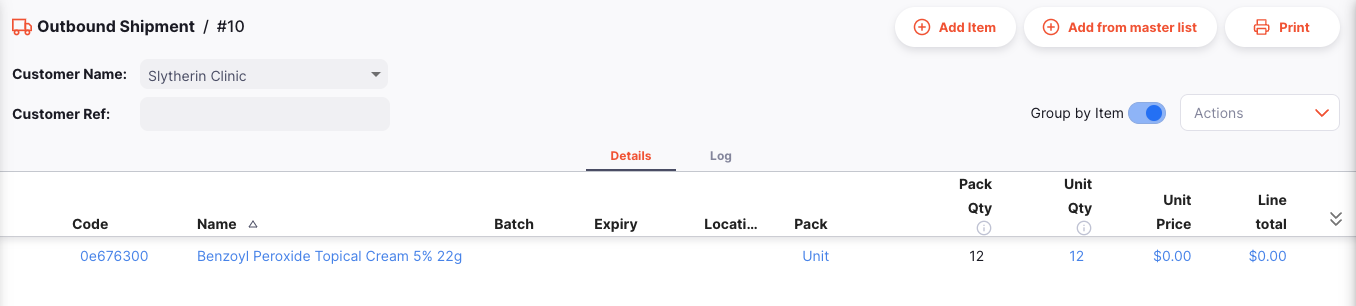 Outbound Shipment / #10
Add Item
Add from master list
Print
Customer Name: Slytherin Clinic
Customer Ref:
Group by Item
Actions
Details
Log
Code
Name
Batch
Expiry
Locati...
Pack
Pack Qty
Unit Qty
Unit Price
Line total
0e676300 Benzoyl Peroxide Topical Cream 5% 22g Unit 12 12 $0.00 $0.00